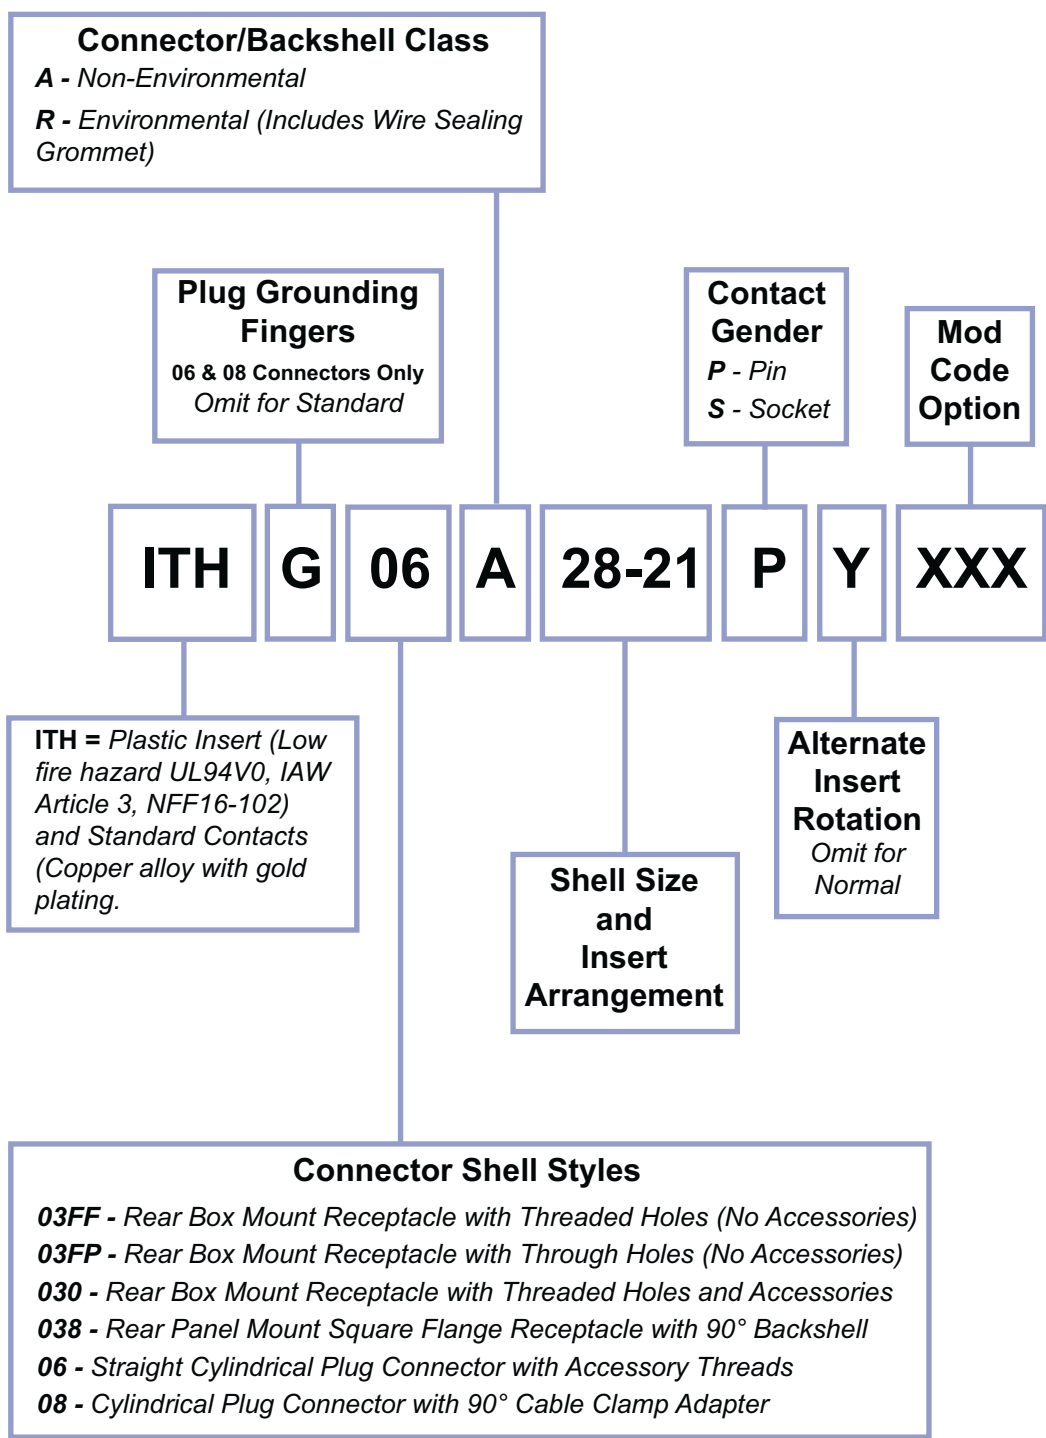 Connector/Backshell Class
A - Non-Environmental
R - Environmental (Includes Wire Sealing
Grommet)
Plug Grounding
Fingers
06 & 08 Connectors Only
Omit for Standard
Contact
Gender
P - Pin
S - Socket
Mod
Code
Option
ITH G 06 A 28-21 P Y XXX
ITH = Plastic Insert (Low
fire hazard UL94V0, IAW
Article 3, NFF16-102)
and Standard Contacts
(Copper alloy with gold
plating.
Alternate
Insert
Rotation
Omit for
Normal
Shell Size
and
Insert
Arrangement
Connector Shell Styles
03FF - Rear Box Mount Receptacle with Threaded Holes (No Accessories)
03FP - Rear Box Mount Receptacle with Through Holes (No Accessories)
030 - Rear Box Mount Receptacle with Threaded Holes and Accessories
038 - Rear Panel Mount Square Flange Receptacle with 90° Backshell
06 - Straight Cylindrical Plug Connector with Accessory Threads
08 - Cylindrical Plug Connector with 90° Cable Clamp Adapter